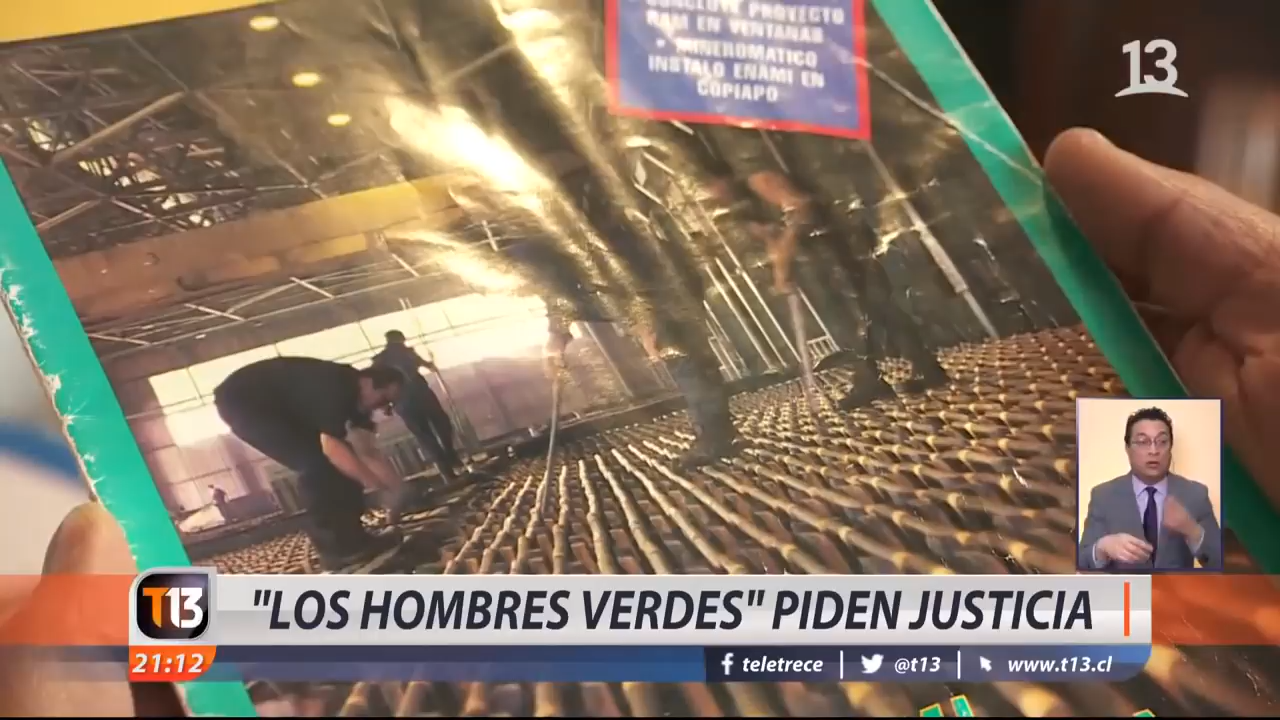 CONCLUYE PROYECTO
RAM EN VENTANAS
• MINEROMATICO
INSTALO ENAMI EN
COPIAPO
13
T13
"LOS HOMBRES VERDES" PIDEN JUSTICIA
21:12
teletrece | @t13 | www.t13.cl